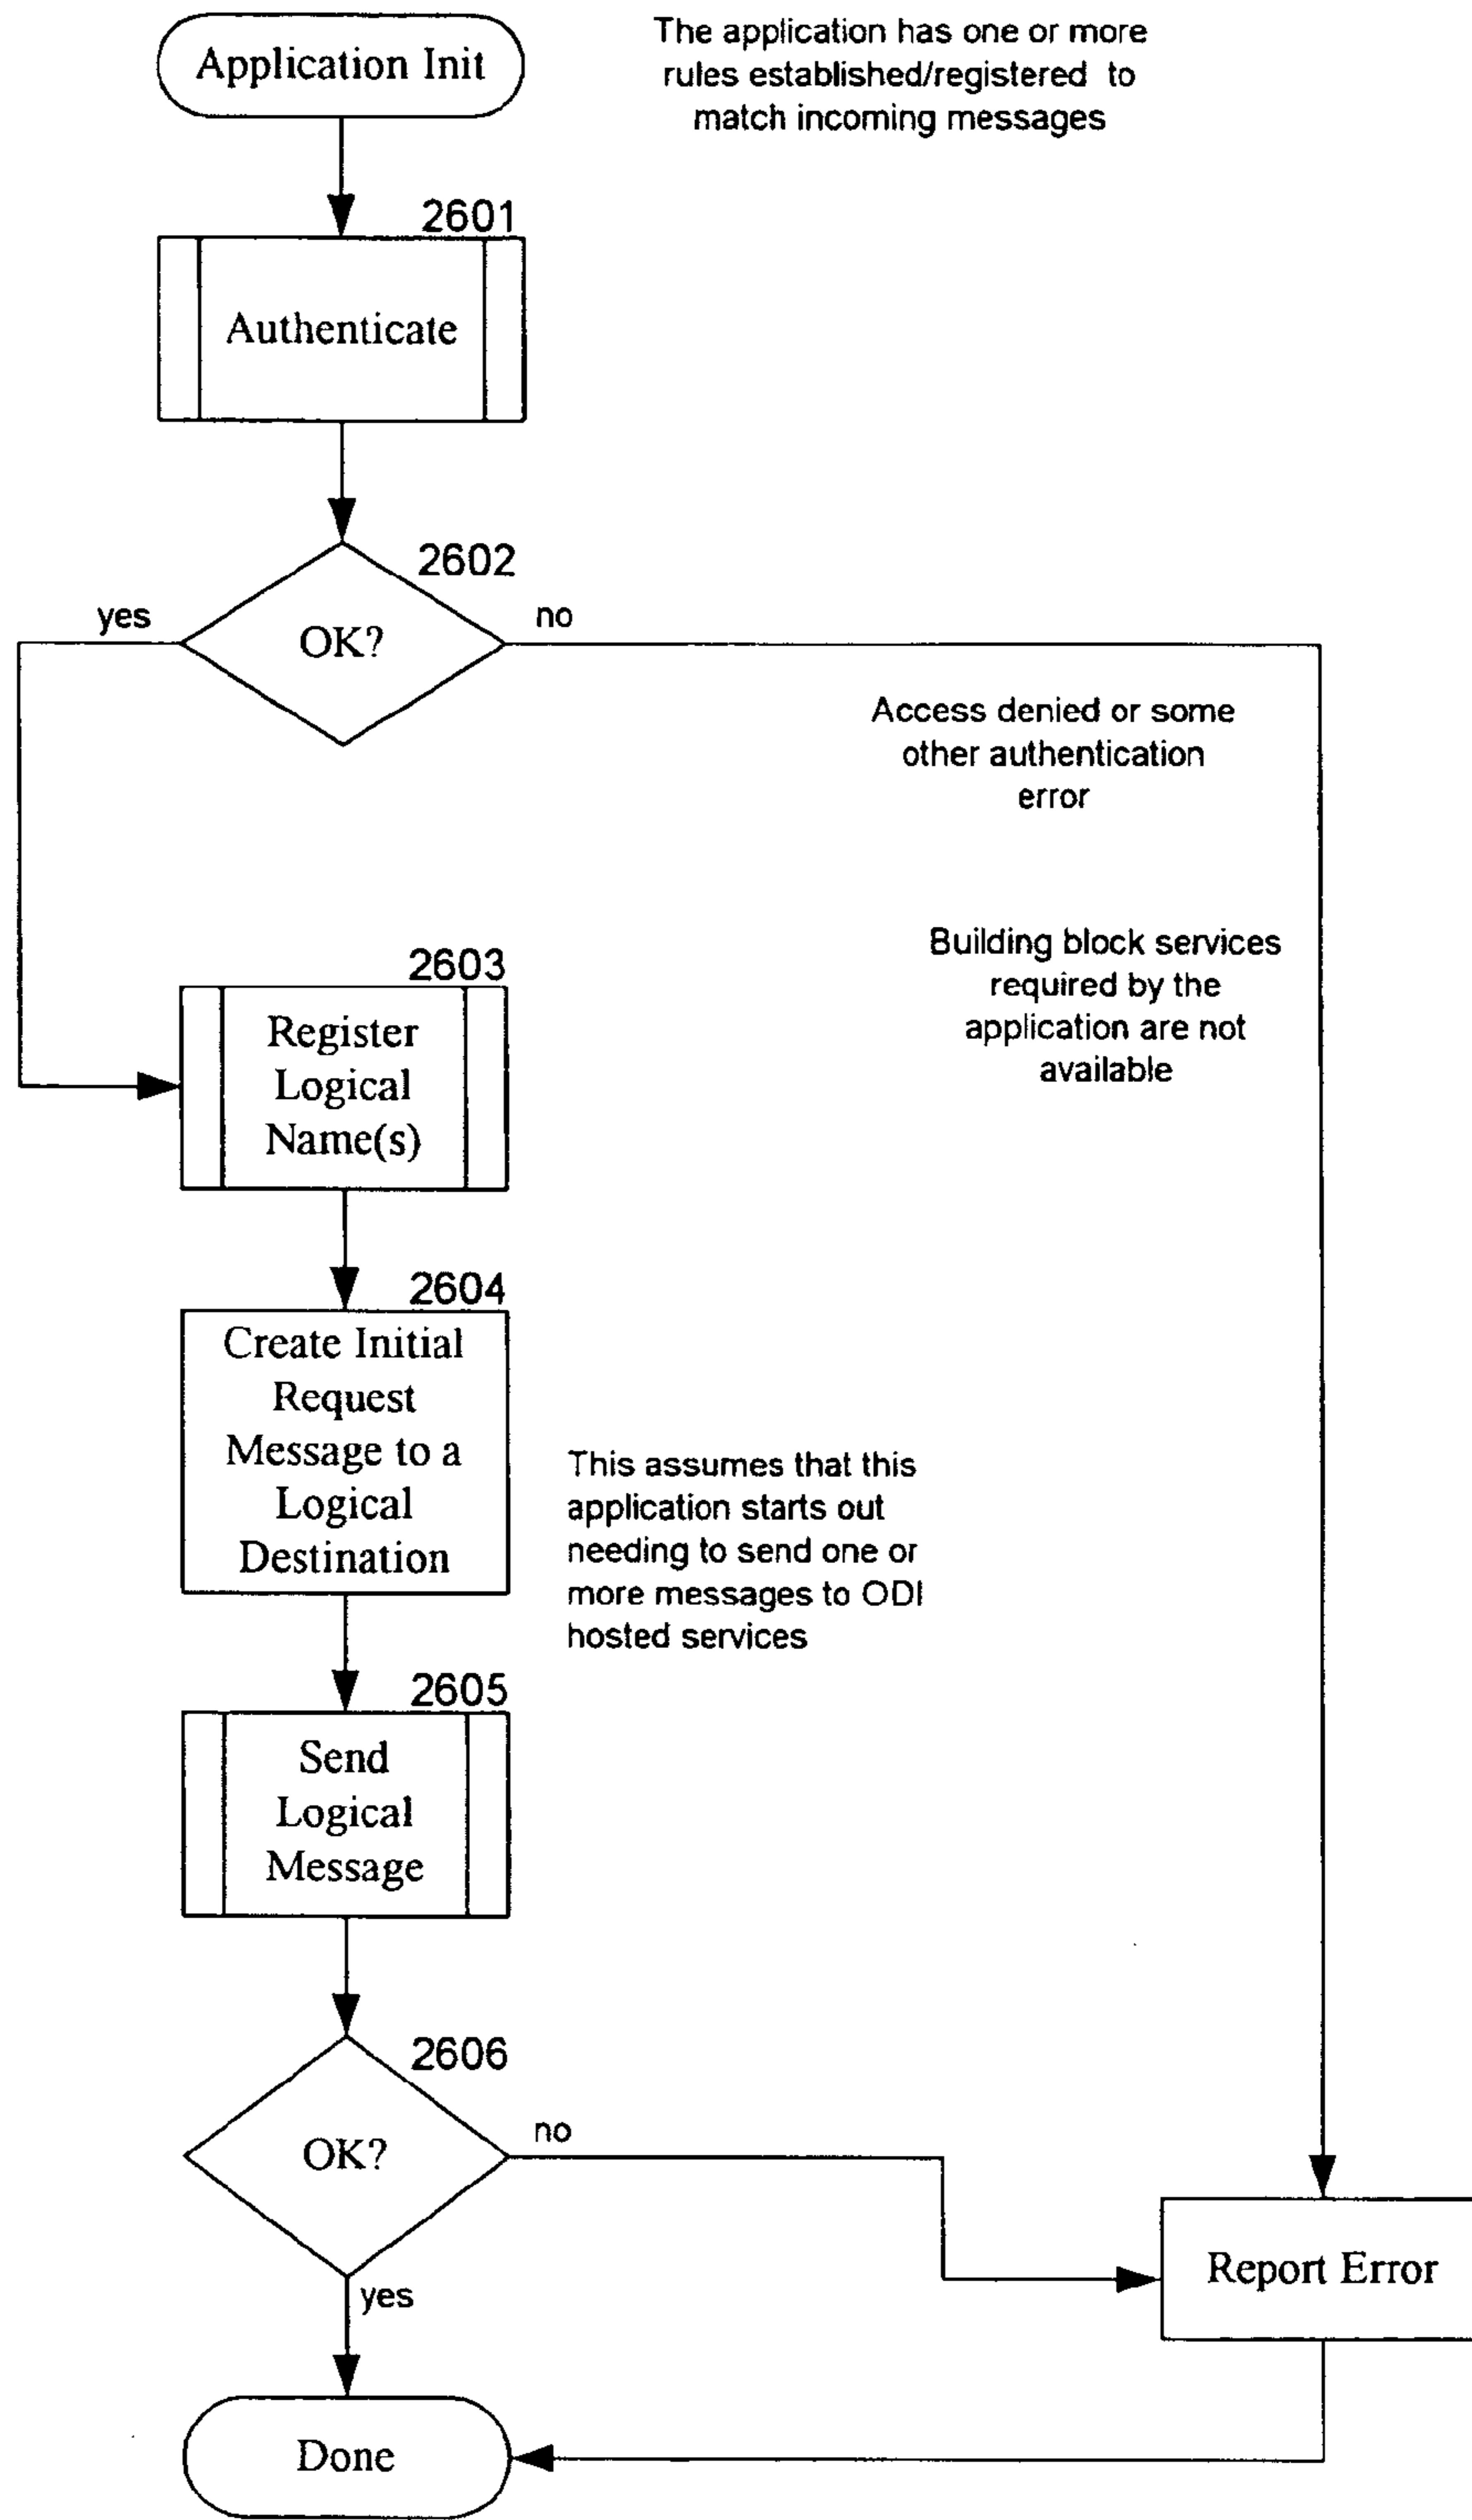 Application Init
The application has one or more
rules established/registered to
match incoming messages
2601
Authenticate
2602
yes
OK?
no
Access denied or some
other authentication
error
Building block services
required by the
application are not
available
2603
Register
Logical
Name(s)
2604
Create Initial
Request
Message to a
Logical
Destination
This assumes that this
application starts out
needing to send one or
more messages to ODI
hosted services
2605
Send
Logical
Message
2606
OK?
no
yes
Report Error
Done